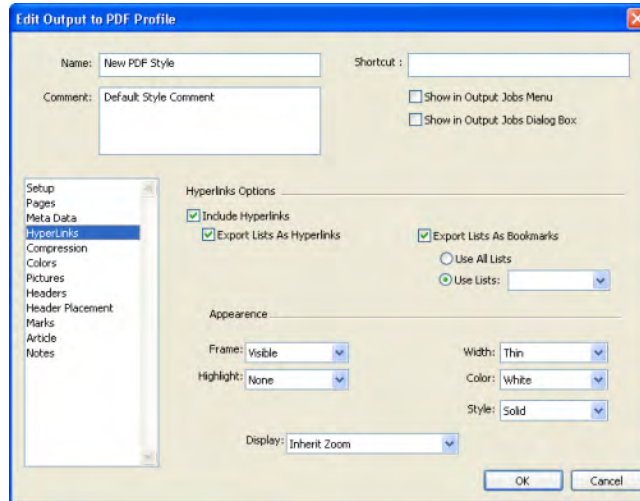 Edit Output to PDF Profile
Name: New PDF Style
Shortcut :
Comment: Default Style Comment
Show in Output Jobs Menu
Show in Output Jobs Dialog Box
Setup
Pages
Meta Data
HyperLinks
Compression
Colors
Pictures
Headers
Header Placement
Marks
Article
Notes
Hyperlinks Options
Include Hyperlinks
Export Lists As Hyperlinks
Export Lists As Bookmarks
Use All Lists
Use Lists:
Appearence
Frame: Visible
Width: Thin
Highlight: None
Color: White
Style: Solid
Display: Inherit Zoom
OK
Cancel